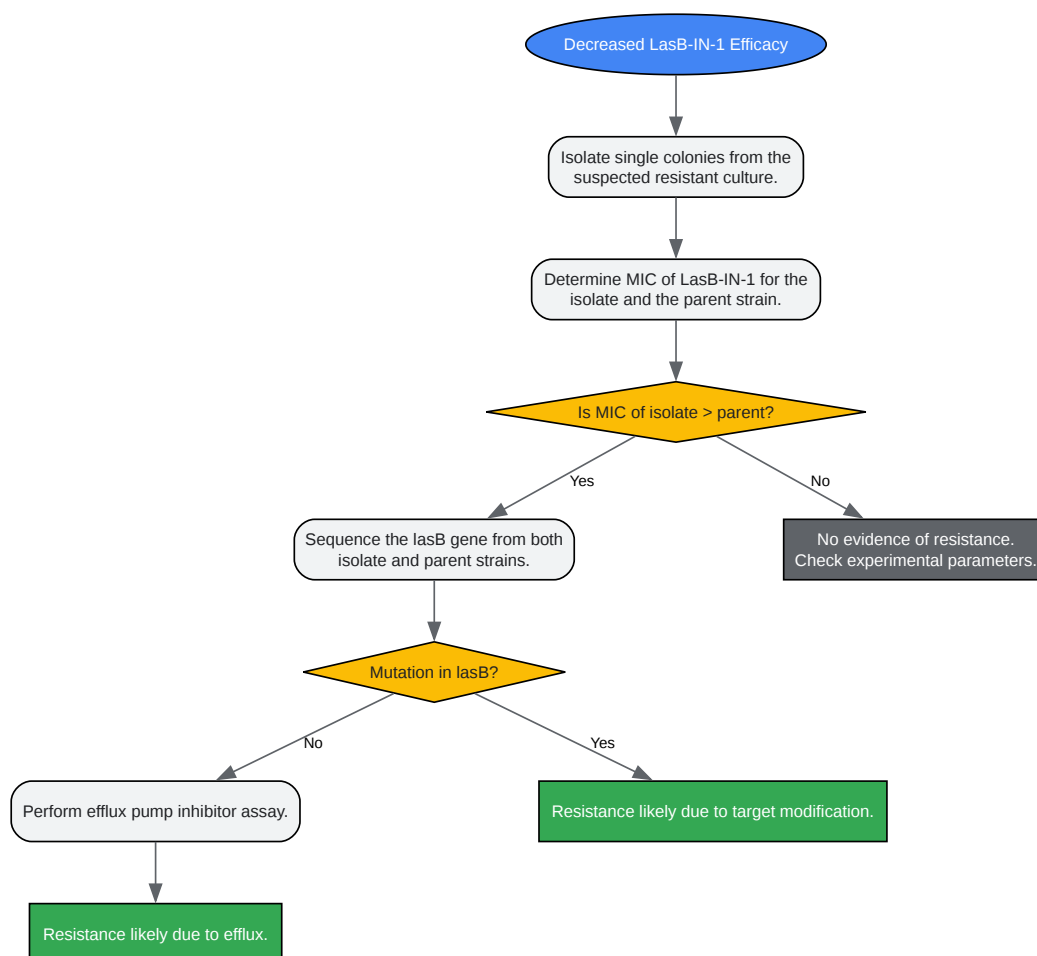 Decreased LasB-IN-1 Efficacy
Isolate single colonies from the
suspected resistant culture.
Determine MIC of LasB-IN-1 for the
isolate and the parent strain.
Is MIC of isolate > parent?
Yes
No
Sequence the lasB gene from both
isolate and parent strains.
No evidence of resistance.
Check experimental parameters.
Mutation in lasB?
No
Yes
Perform efflux pump inhibitor assay.
Resistance likely due to target modification.
Resistance likely due to efflux.